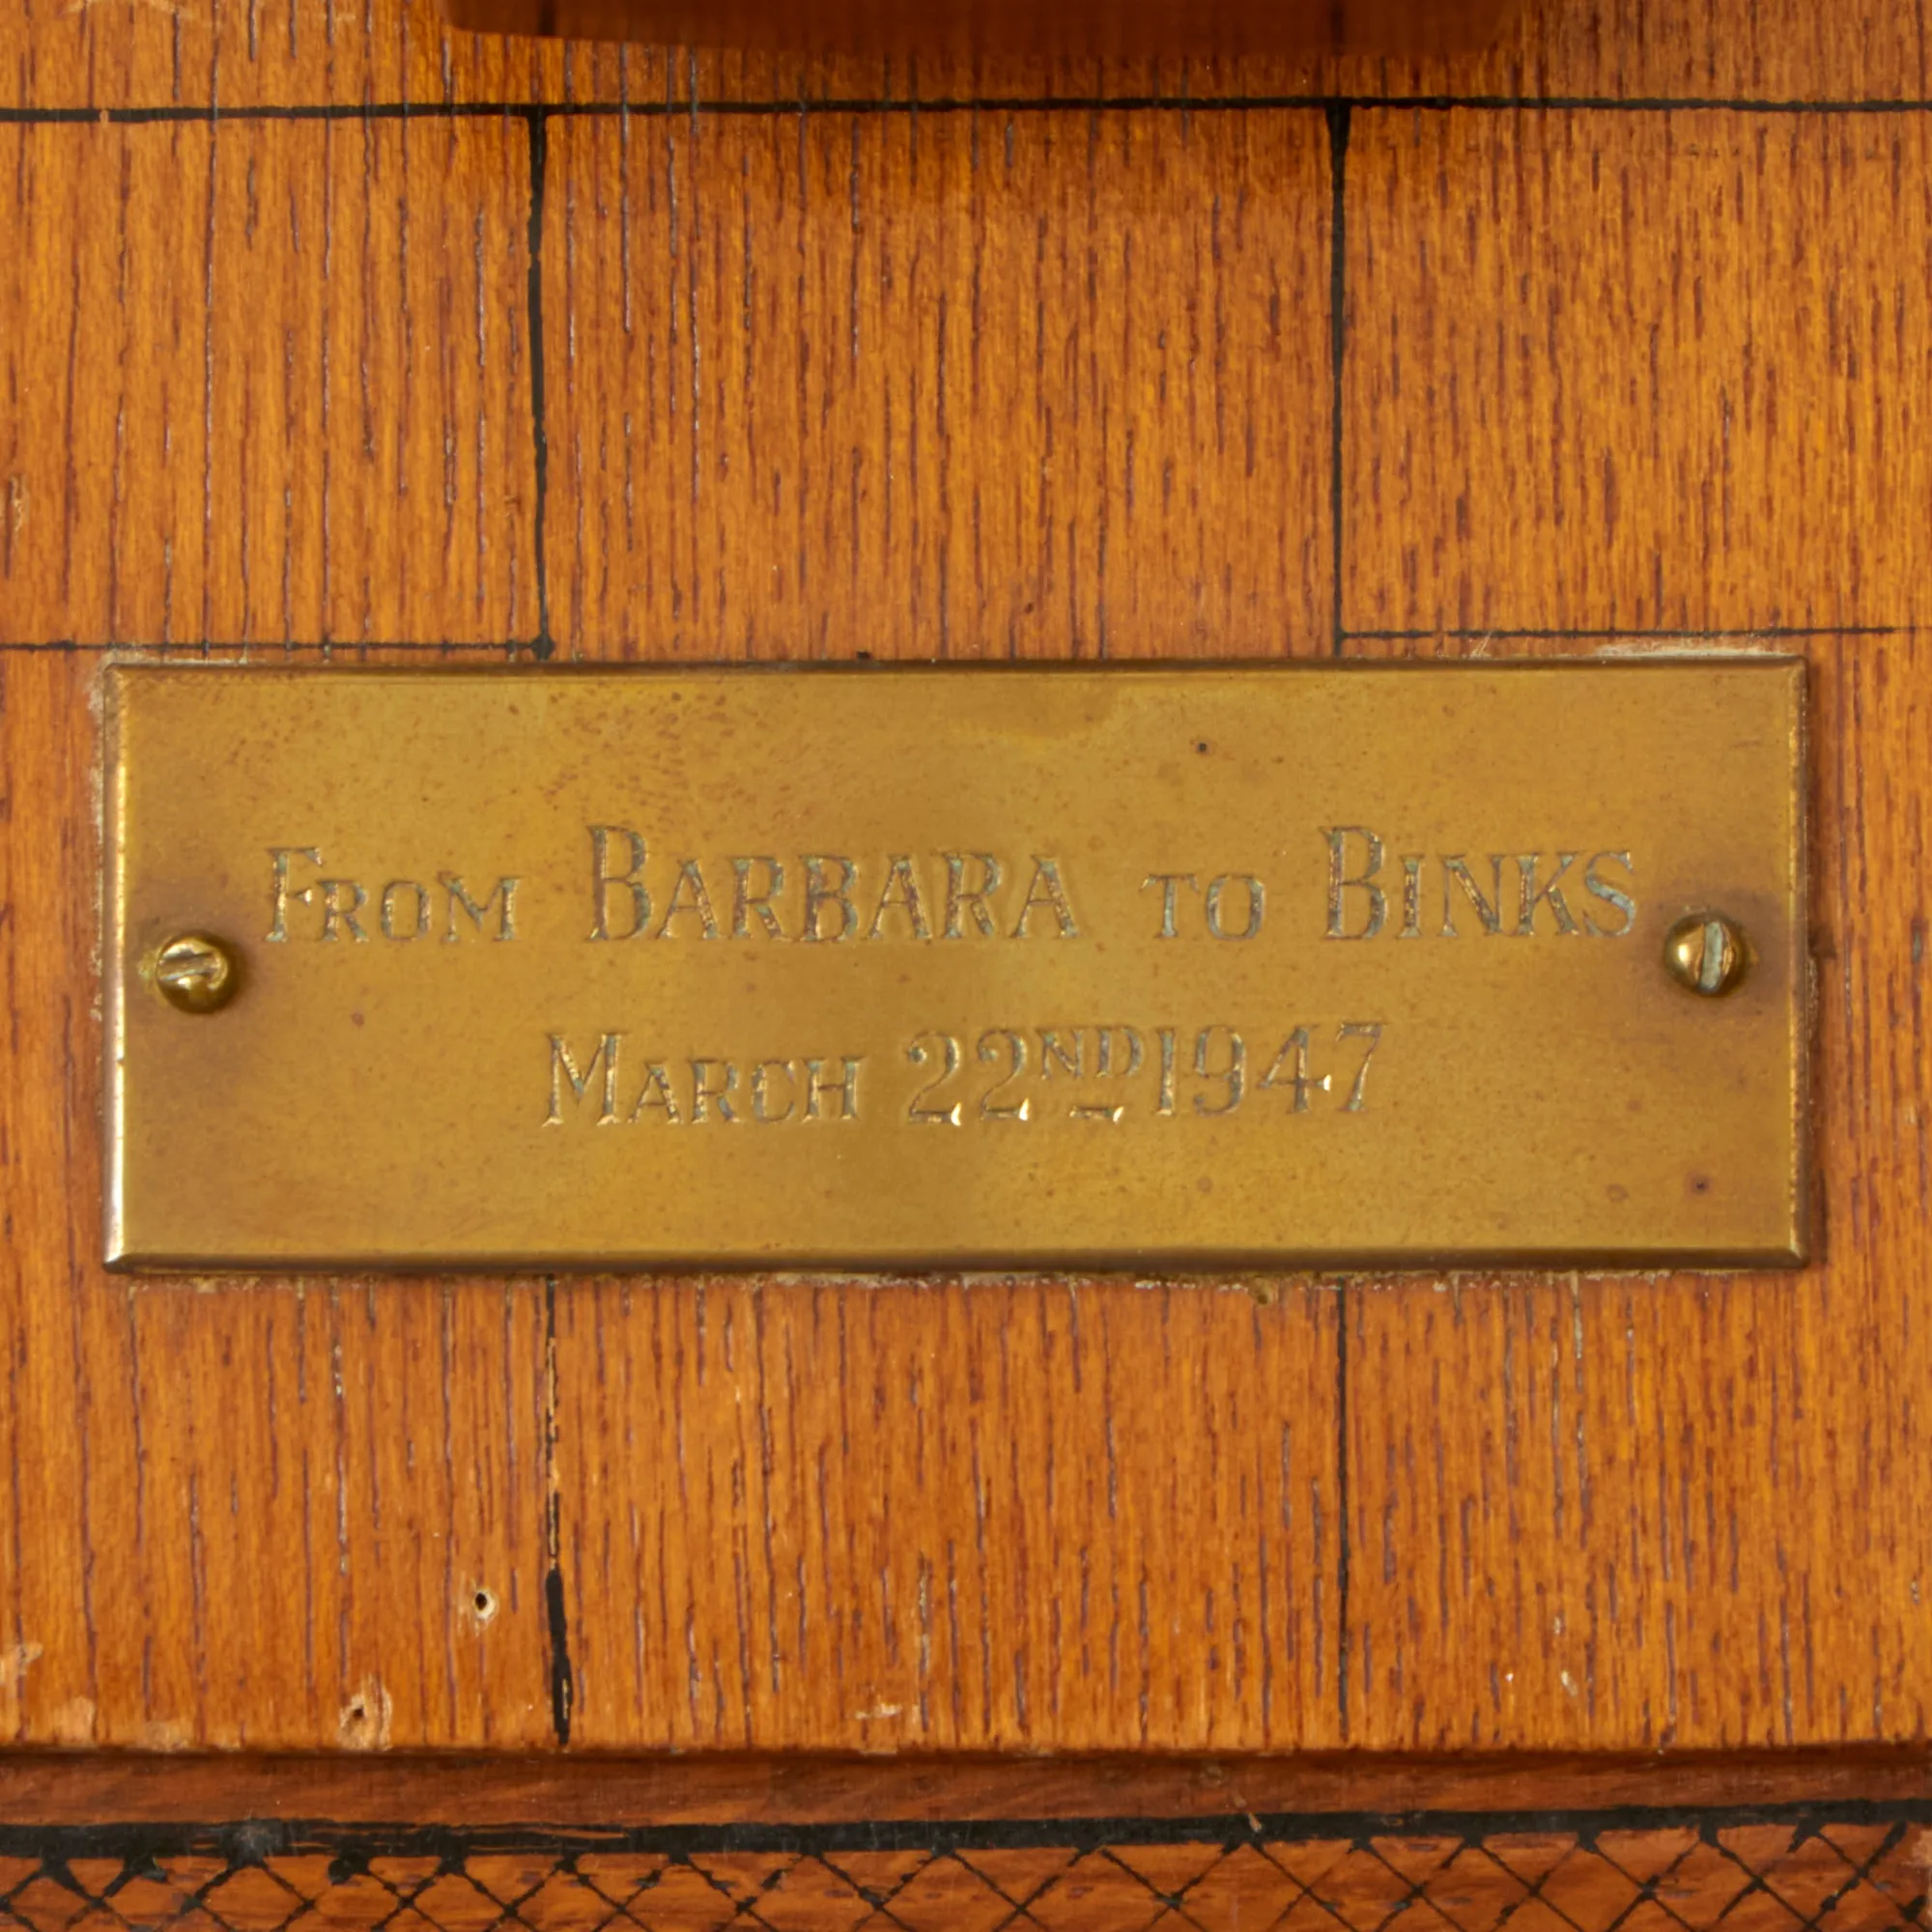 From Barbara to Binks
March 22nd 1947